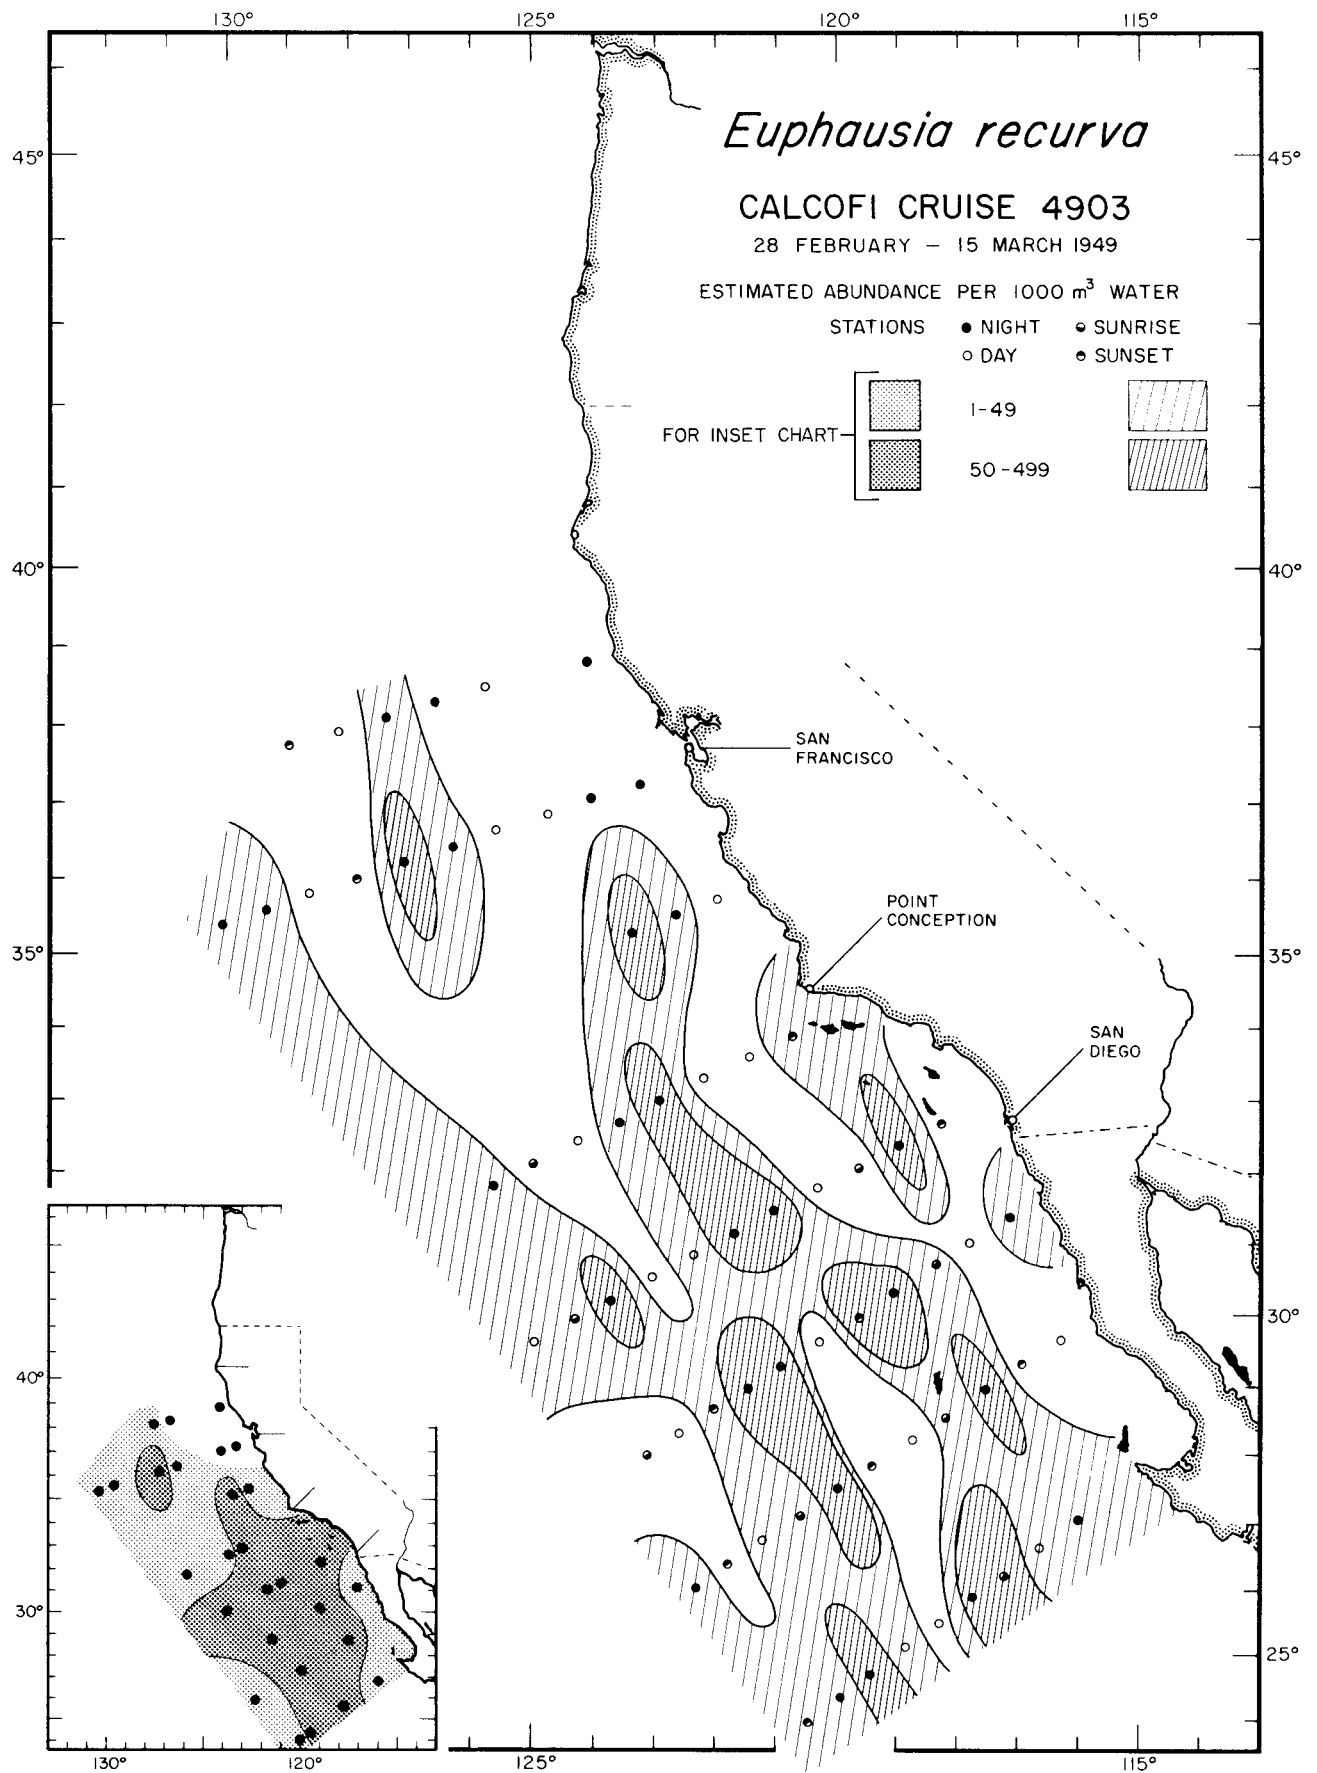 130° 125° 120° 115°
Euphausia recurva
45° 45°
CALCOFI CRUISE 4903
28 FEBRUARY – 15 MARCH 1949
ESTIMATED ABUNDANCE PER 1000 m³ WATER
STATIONS ● NIGHT ◒ SUNRISE
○ DAY ◓ SUNSET
1-49
FOR INSET CHART
50-499
40° 40°
SAN
FRANCISCO
POINT
CONCEPTION
35° 35°
SAN
DIEGO
30°
40°
30°
25°
130° 120° 125° 115°